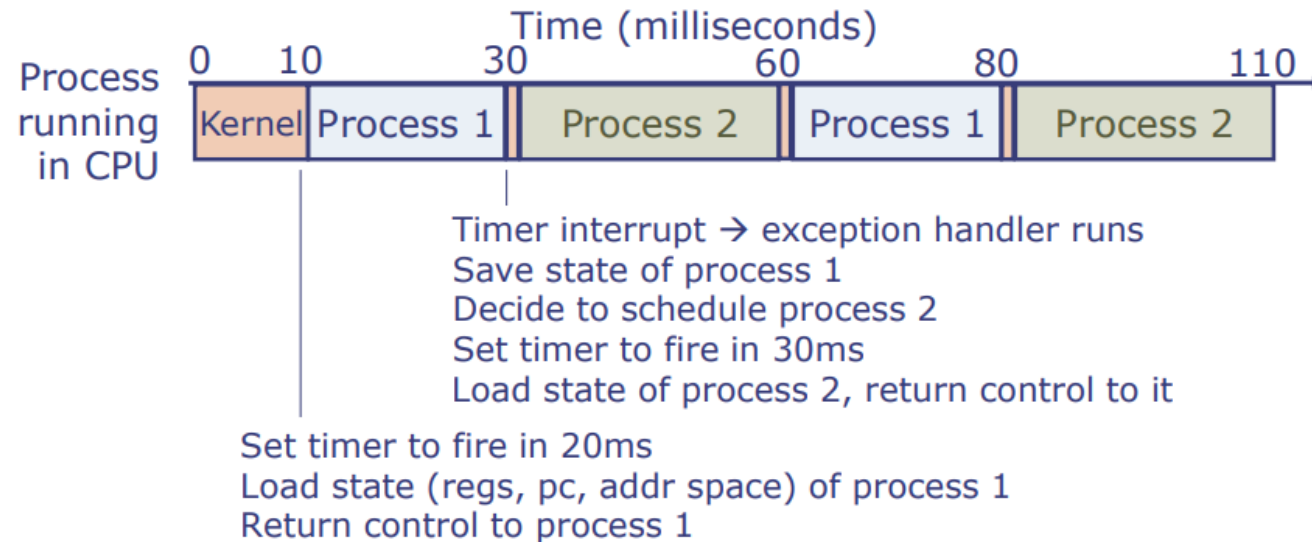 Time (milliseconds)
0 10 30 60 80 110
Process
running
in CPU
Kernel Process 1 Process 2 Process 1 Process 2
Timer interrupt → exception handler runs
Save state of process 1
Decide to schedule process 2
Set timer to fire in 30ms
Load state of process 2, return control to it
Set timer to fire in 20ms
Load state (regs, pc, addr space) of process 1
Return control to process 1